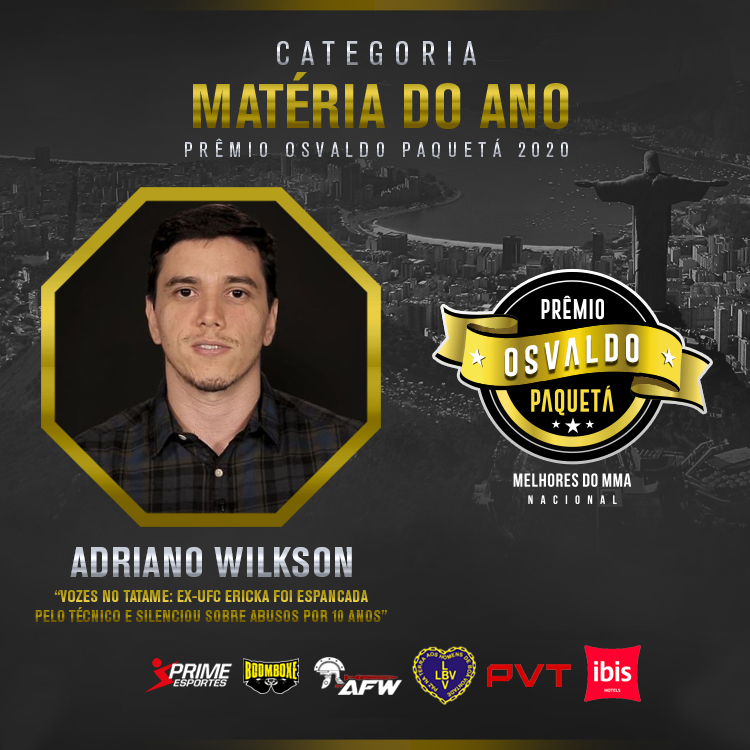 CATEGORIA
MATÉRIA DO ANO
PRÊMIO OSVALDO PAQUETÁ 2020
PRÊMIO
OSVALDO
PAQUETÁ
MELHORES DO MMA
NACIONAL
ADRIANO WILKSON
“VOZES NO TATAME: EX-UFC ERICKA FOI ESPANCADA
PELO TÉCNICO E SILENCIOU SOBRE ABUSOS POR 10 ANOS”
PRIME
ESPORTES
BOOMBOXE
AFW
LBV
PVT
ibis
HOTELS